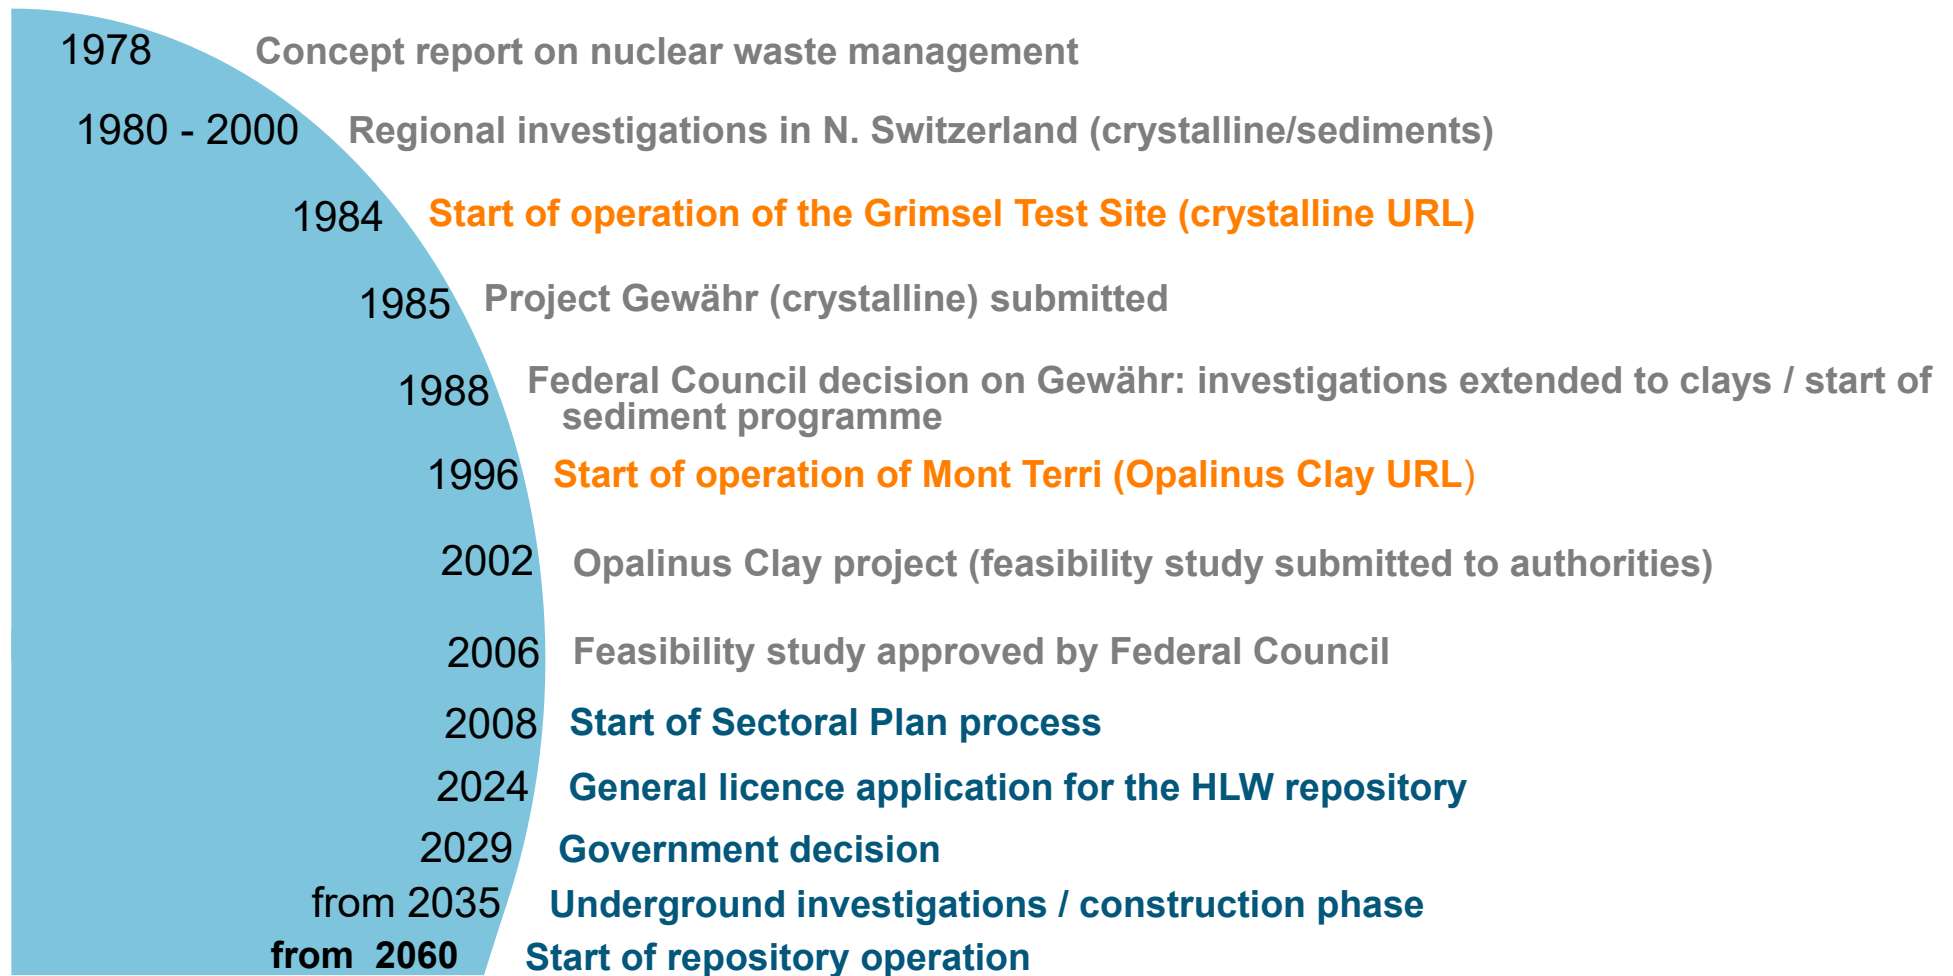 1978 Concept report on nuclear waste management
1980 - 2000 Regional investigations in N. Switzerland (crystalline/sediments)
1984 Start of operation of the Grimsel Test Site (crystalline URL)
1985 Project Gewähr (crystalline) submitted
1988 Federal Council decision on Gewähr: investigations extended to clays / start of
sediment programme
1996 Start of operation of Mont Terri (Opalinus Clay URL)
2002 Opalinus Clay project (feasibility study submitted to authorities)
2006 Feasibility study approved by Federal Council
2008 Start of Sectoral Plan process
2024 General licence application for the HLW repository
2029 Government decision
from 2035 Underground investigations / construction phase
from 2060 Start of repository operation